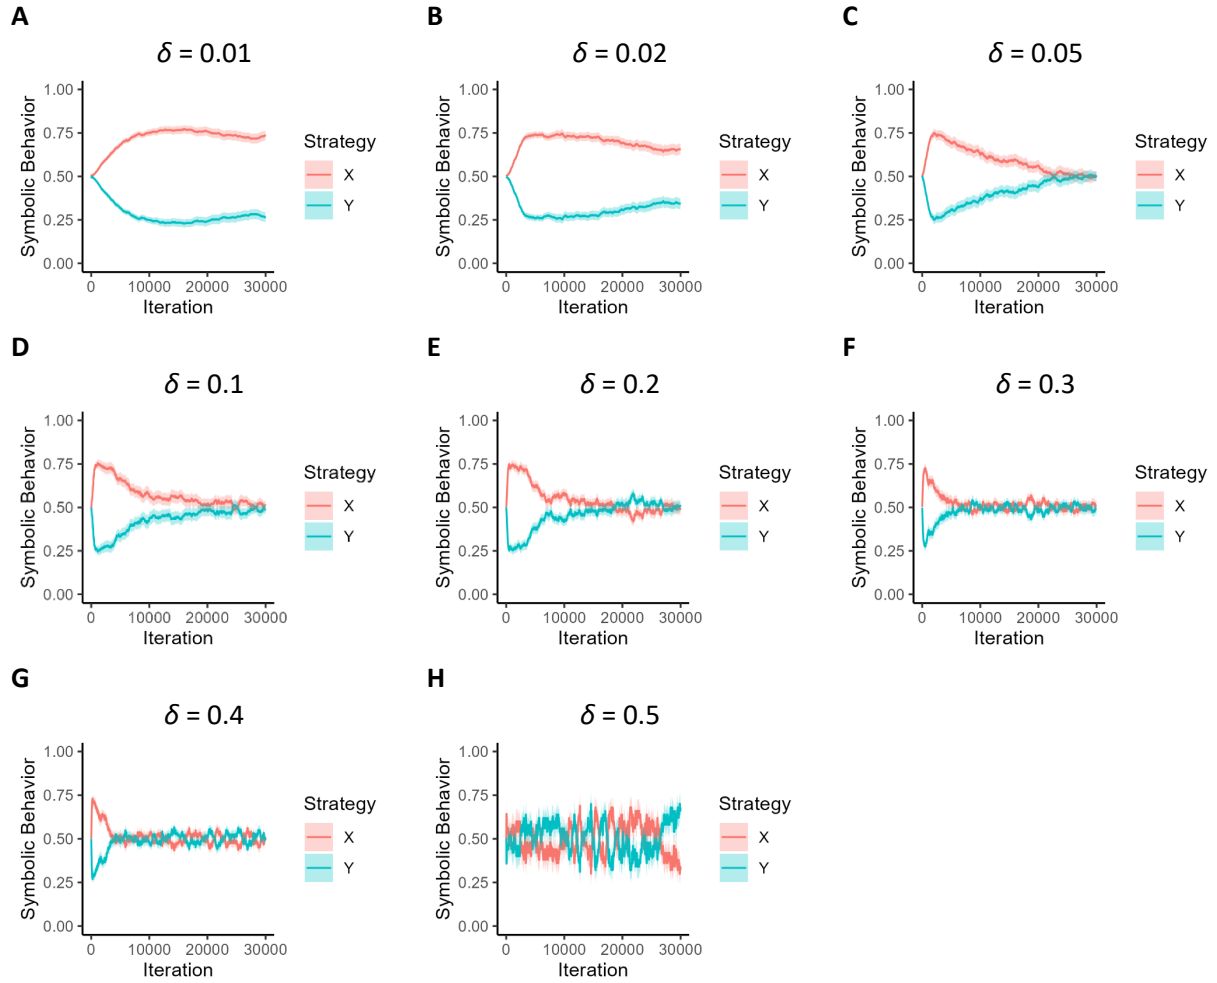 A
δ = 0.01
Symbolic Behavior
1.00
0.75
0.50
0.25
0.00
0 10000 20000 30000
Iteration
Strategy
X
Y
B
δ = 0.02
Symbolic Behavior
1.00
0.75
0.50
0.25
0.00
0 10000 20000 30000
Iteration
Strategy
X
Y
C
δ = 0.05
Symbolic Behavior
1.00
0.75
0.50
0.25
0.00
0 10000 20000 30000
Iteration
Strategy
X
Y
D
δ = 0.1
Symbolic Behavior
1.00
0.75
0.50
0.25
0.00
0 10000 20000 30000
Iteration
Strategy
X
Y
E
δ = 0.2
Symbolic Behavior
1.00
0.75
0.50
0.25
0.00
0 10000 20000 30000
Iteration
Strategy
X
Y
F
δ = 0.3
Symbolic Behavior
1.00
0.75
0.50
0.25
0.00
0 10000 20000 30000
Iteration
Strategy
X
Y
G
δ = 0.4
Symbolic Behavior
1.00
0.75
0.50
0.25
0.00
0 10000 20000 30000
Iteration
Strategy
X
Y
H
δ = 0.5
Symbolic Behavior
1.00
0.75
0.50
0.25
0.00
0 10000 20000 30000
Iteration
Strategy
X
Y